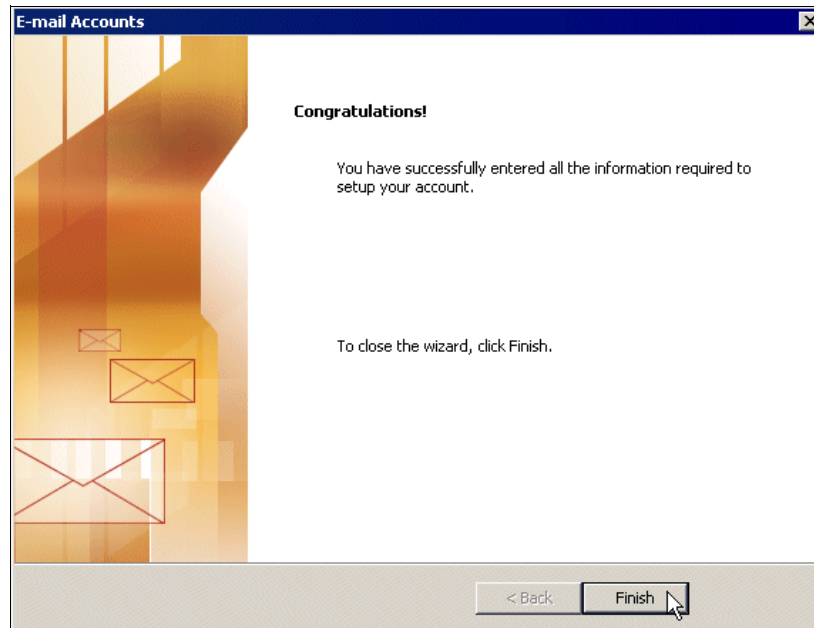 E-mail Accounts
Congratulations!
You have successfully entered all the information required to
setup your account.
To close the wizard, click Finish.
< Back
Finish